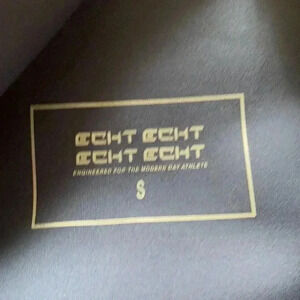 ECHT ECHT
ECHT ECHT
ENGINEERED FOR THE MODERN DAY ATHLETE
S